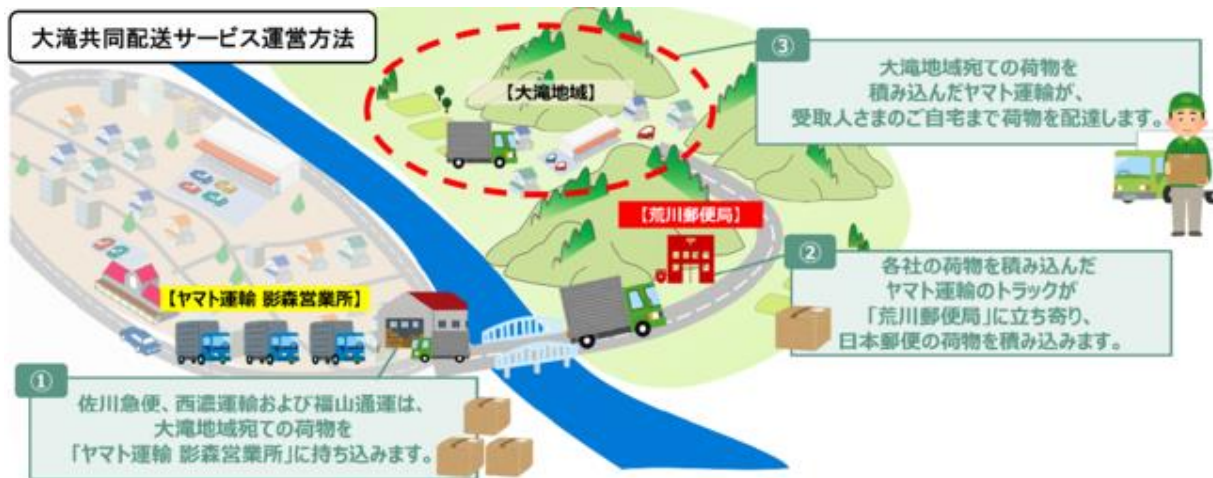 大滝共同配送サービス運営方法
③
大滝地域宛ての荷物を
積み込んだヤマト運輸が、
受取人さまのご自宅まで荷物を配達します。
【大滝地域】
【荒川郵便局】
②
各社の荷物を積み込んだ
ヤマト運輸のトラックが
「荒川郵便局」に立ち寄り、
日本郵便の荷物を積み込みます。
【ヤマト運輸 影森営業所】
①
佐川急便、西濃運輸および福山通運は、
大滝地域宛ての荷物を
「ヤマト運輸 影森営業所」に持ち込みます。